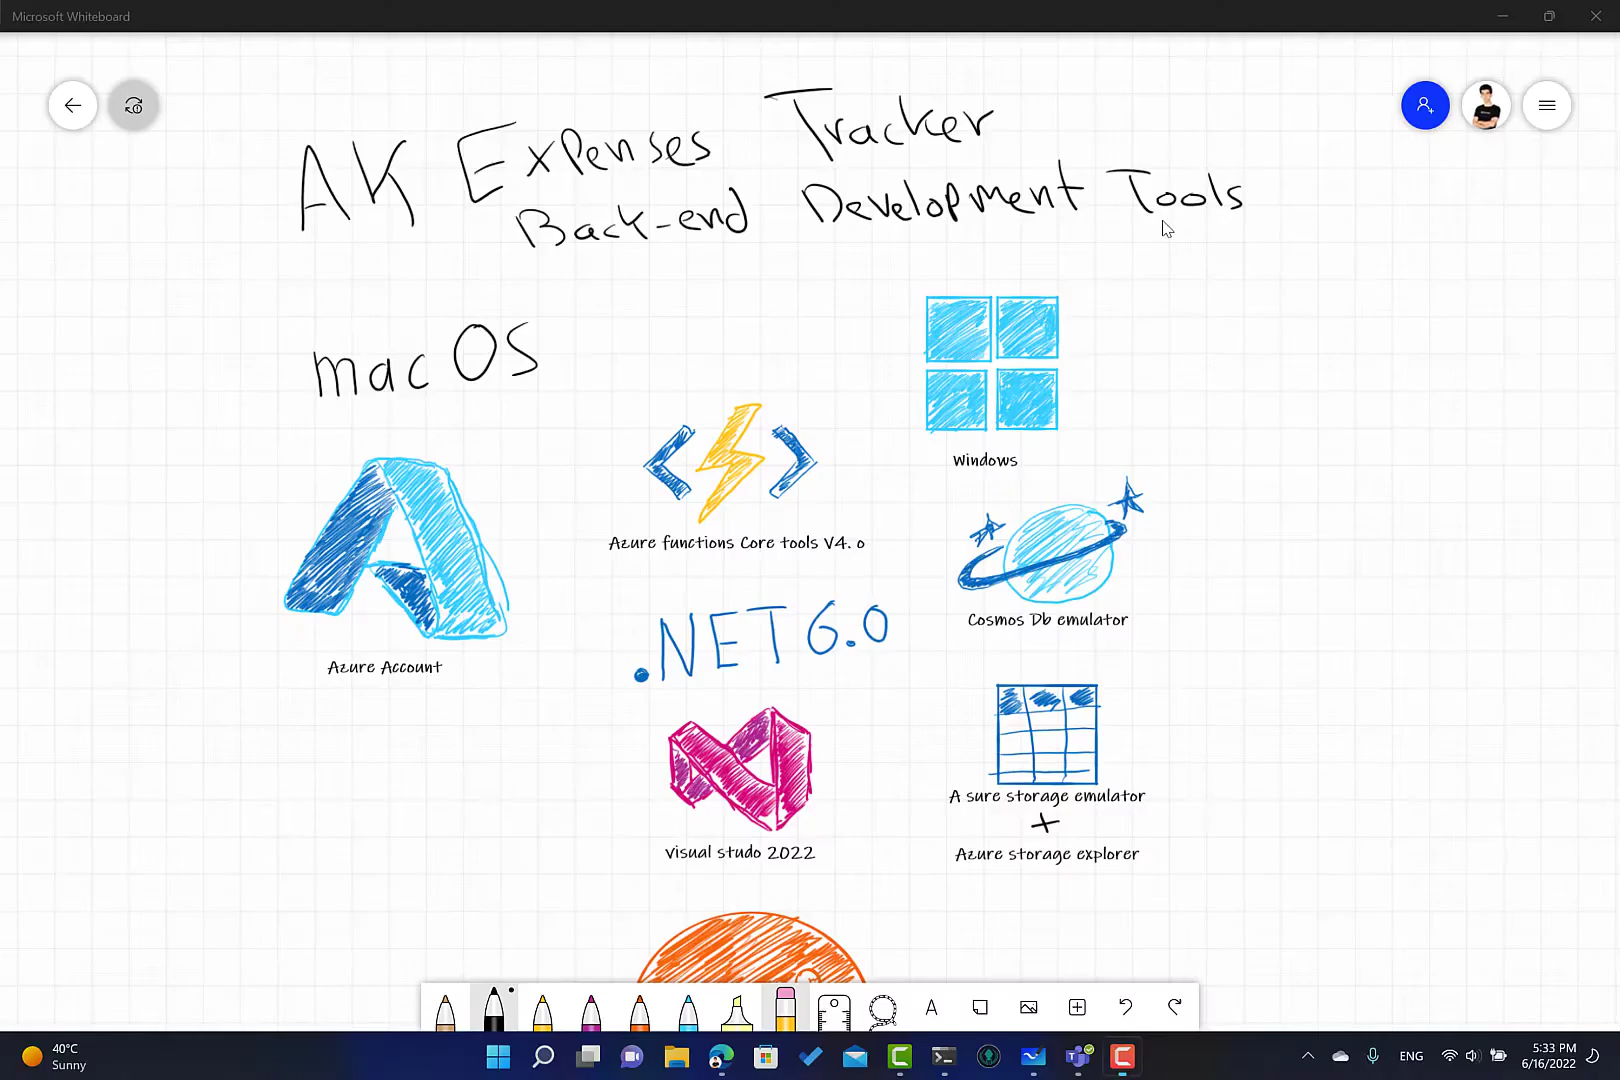 Microsoft Whiteboard
AK Expenses Tracker
Back-end Development Tools
mac OS
Windows
Azure functions Core tools V4. 0
Cosmos Db emulator
.NET 6.0
Azure Account
A sure storage emulator
+
Azure storage explorer
Visual studo 2022
A
40°C
Sunny
ENG
5:33 PM
6/16/2022